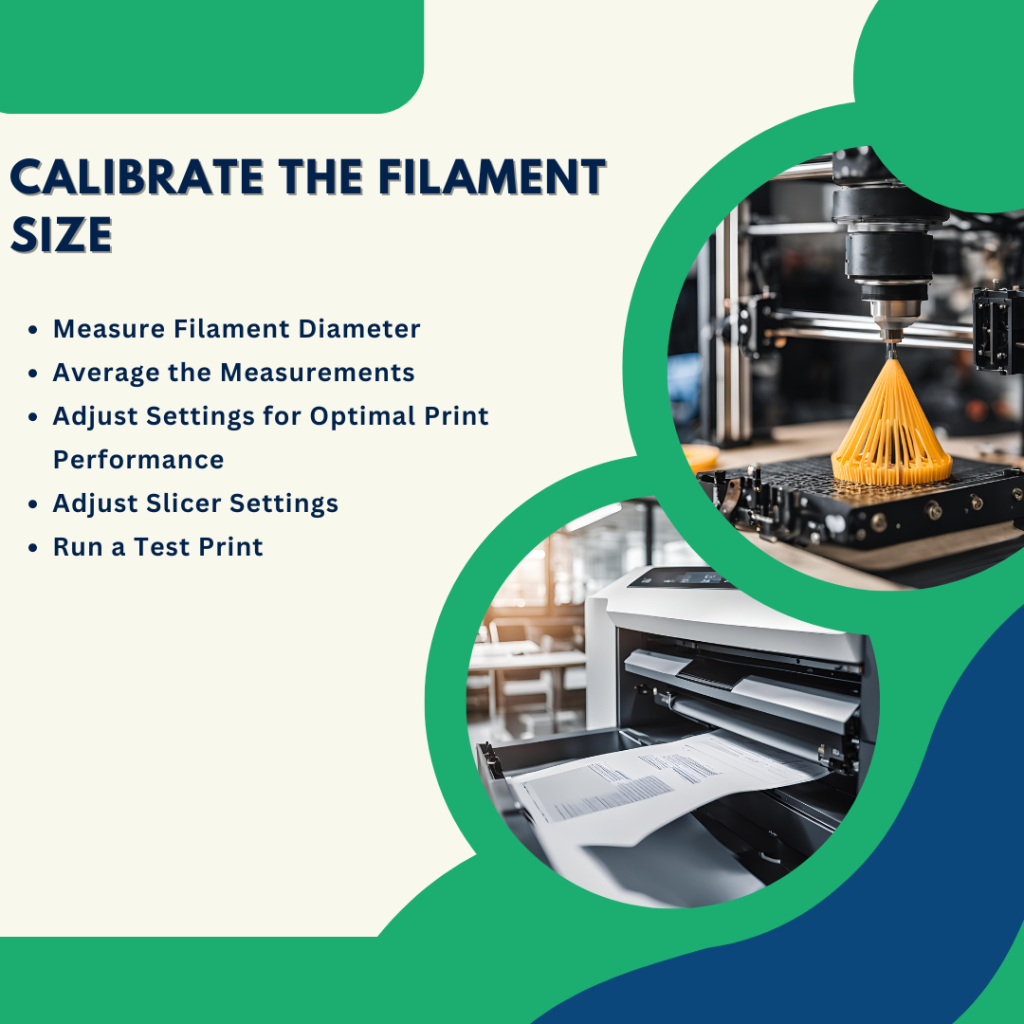 CALIBRATE THE FILAMENT
SIZE
• Measure Filament Diameter
• Average the Measurements
• Adjust Settings for Optimal Print
Performance
• Adjust Slicer Settings
• Run a Test Print